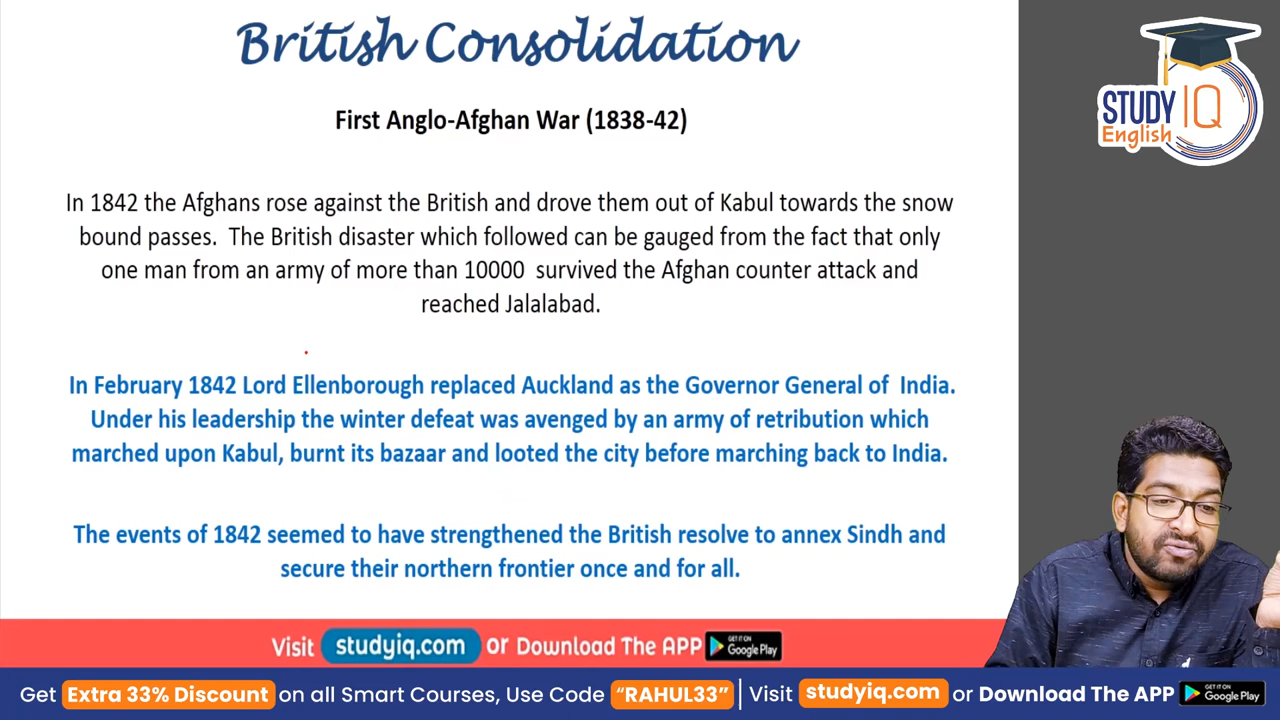 British Consolidation
First Anglo-Afghan War (1838-42)
In 1842 the Afghans rose against the British and drove them out of Kabul towards the snow
bound passes. The British disaster which followed can be gauged from the fact that only
one man from an army of more than 10000 survived the Afghan counter attack and
reached Jalalabad.
In February 1842 Lord Ellenborough replaced Auckland as the Governor General of India.
Under his leadership the winter defeat was avenged by an army of retribution which
marched upon Kabul, burnt its bazaar and looted the city before marching back to India.
The events of 1842 seemed to have strengthened the British resolve to annex Sindh and
secure their northern frontier once and for all.
STUDY IQ
English
Visit studyiq.com or Download The APP GET IT ON Google Play
Get Extra 33% Discount on all Smart Courses, Use Code “RAHUL33” | Visit studyiq.com or Download The APP GET IT ON Google Play